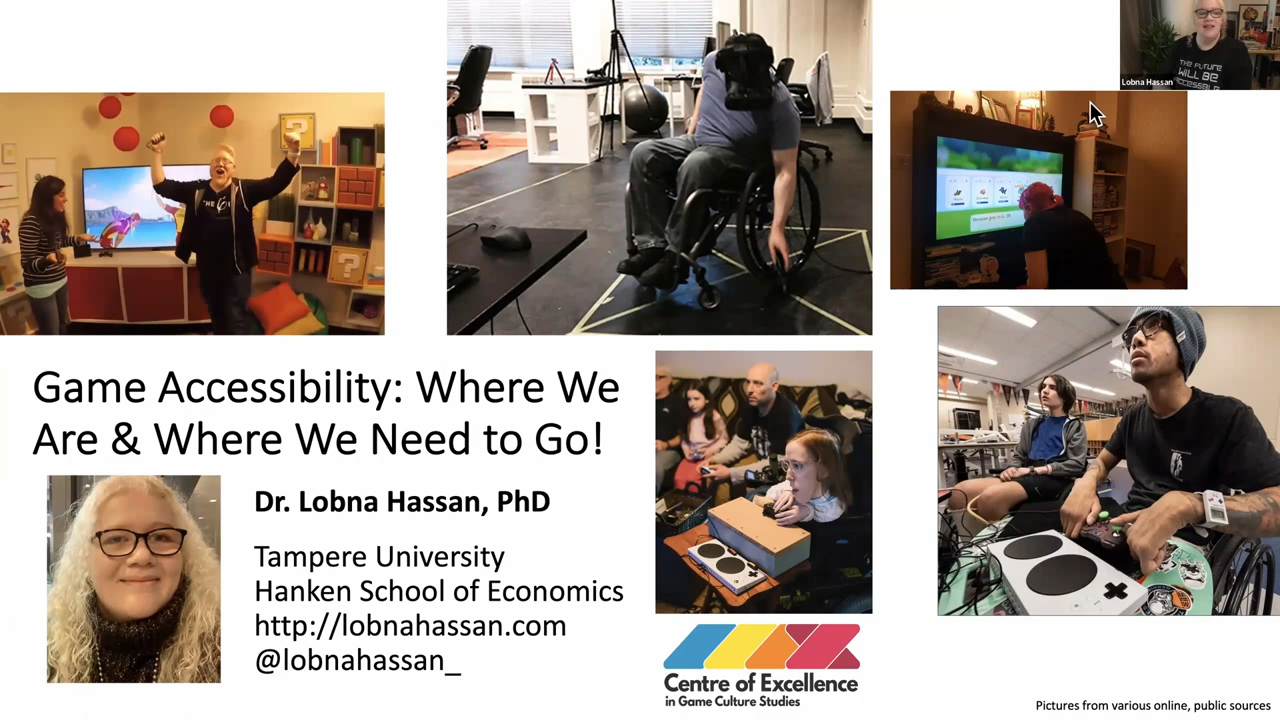 Lobna Hassan
THE FUTURE
WILL BE
ACCESSIBLE
Game Accessibility: Where We
Are & Where We Need to Go!
Dr. Lobna Hassan, PhD
Tampere University
Hanken School of Economics
http://lobnahassan.com
@lobnahassan_
Centre of Excellence
in Game Culture Studies
Pictures from various online, public sources